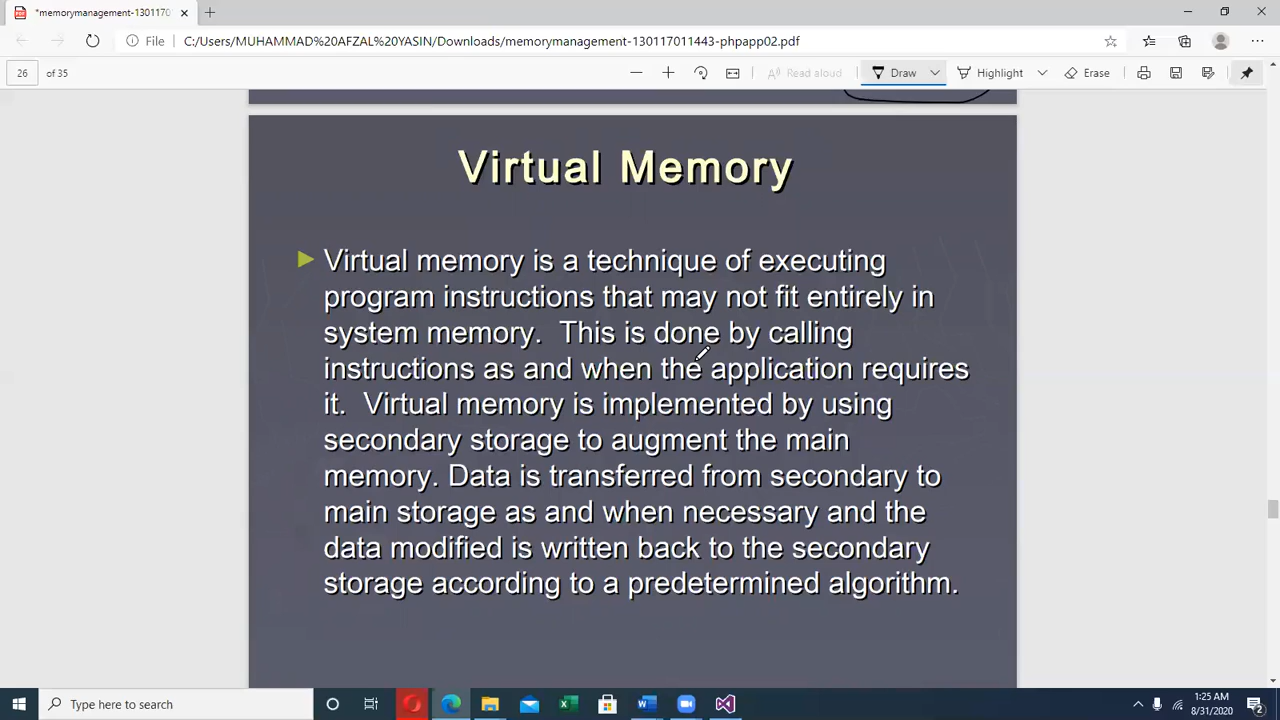 *memorymanagement-1301170
File
C:/Users/MUHAMMAD%20AFZAL%20YASIN/Downloads/memorymanagement-130117011443-phpapp02.pdf
26 of 35
Read aloud
Draw
Highlight
Erase
Virtual Memory
Virtual memory is a technique of executing
program instructions that may not fit entirely in
system memory. This is done by calling
instructions as and when the application requires
it. Virtual memory is implemented by using
secondary storage to augment the main
memory. Data is transferred from secondary to
main storage as and when necessary and the
data modified is written back to the secondary
storage according to a predetermined algorithm.
Type here to search
1:25 AM
8/31/2020
2